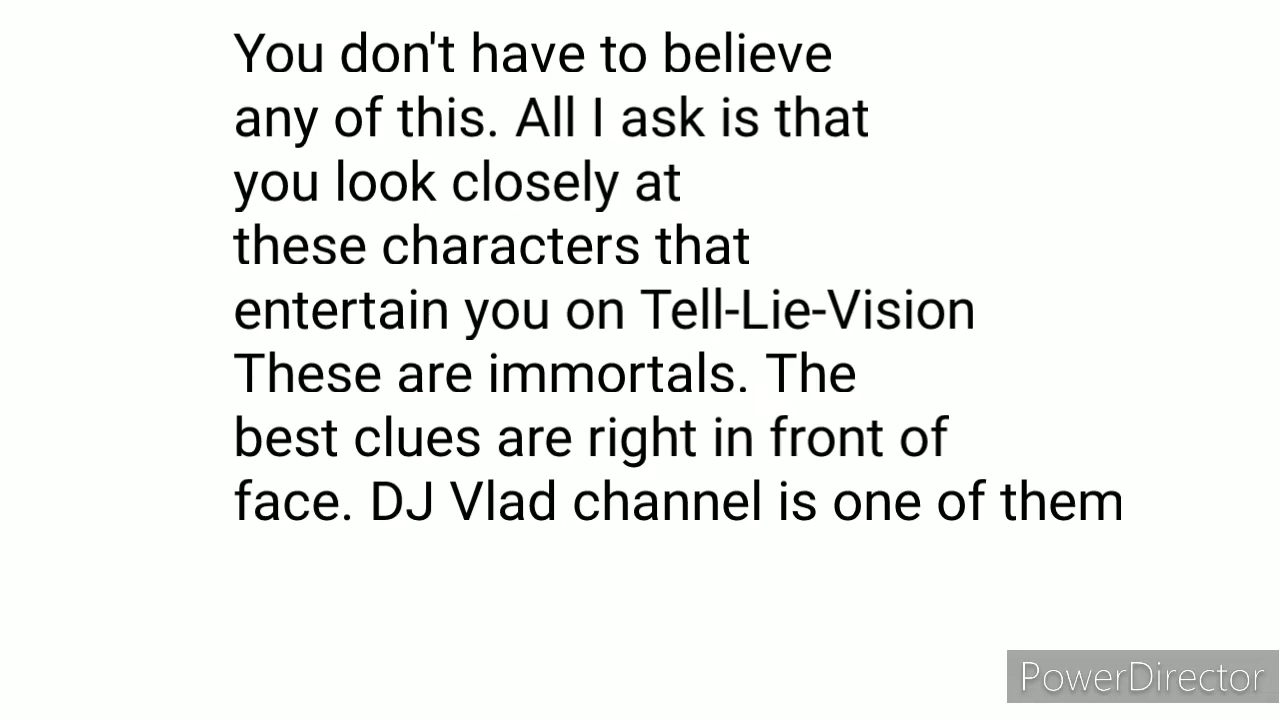 You don't have to believe
any of this. All I ask is that
you look closely at
these characters that
entertain you on Tell-Lie-Vision
These are immortals. The
best clues are right in front of
face. DJ Vlad channel is one of them
PowerDirector